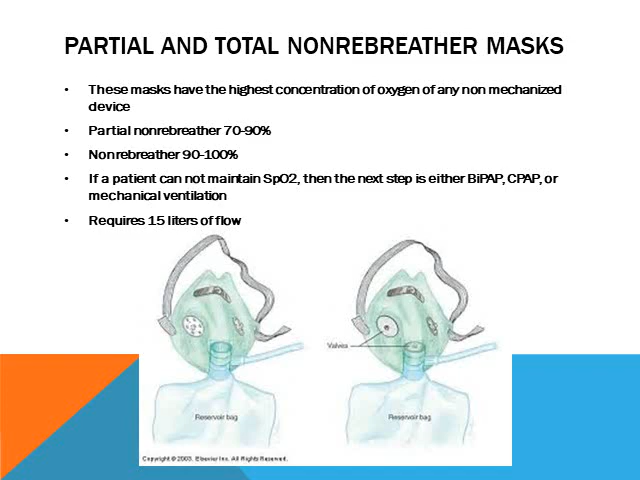 PARTIAL AND TOTAL NONREBREATHER MASKS
• These masks have the highest concentration of oxygen of any non mechanized
device
• Partial nonrebreather 70-90%
• Nonrebreather 90-100%
• If a patient can not maintain SpO2, then the next step is either BiPAP, CPAP, or
mechanical ventilation
• Requires 15 liters of flow
Valves
Reservoir bag
Reservoir bag
Copyright © 2003. Elsevier Inc. All Rights Reserved.